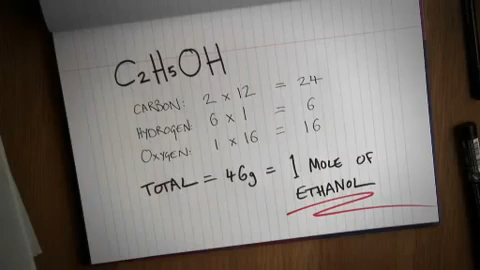 C₂H₅OH
CARBON: 2 x 12 = 24
HYDROGEN: 6 x 1 = 6
OXYGEN: 1 x 16 = 16
TOTAL = 46g = 1 MOLE OF
ETHANOL